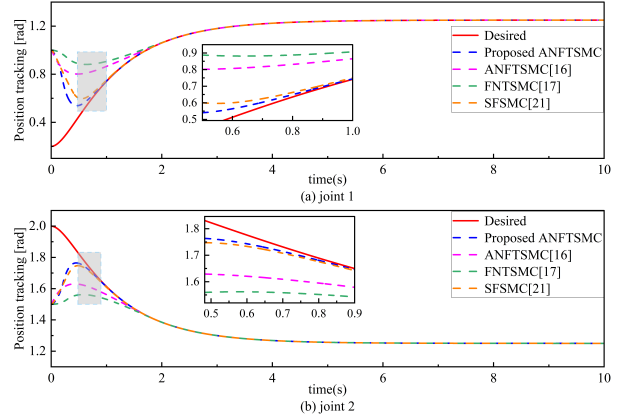 Position tracking [rad]
1.2
0.8
0.4
0.9
0.8
0.7
0.6
0.5
0.6
0.8
1.0
Desired
Proposed ANFTSMC
ANFTSMC[16]
FNTSMC[17]
SFSMC[21]
0
2
4
6
8
10
time(s)
(a) joint 1
Position tracking [rad]
2.0
1.8
1.6
1.4
1.2
1.8
1.7
1.6
0.5
0.6
0.7
0.8
0.9
Desired
Proposed ANFTSMC
ANFTSMC[16]
FNTSMC[17]
SFSMC[21]
0
2
4
6
8
10
time(s)
(b) joint 2